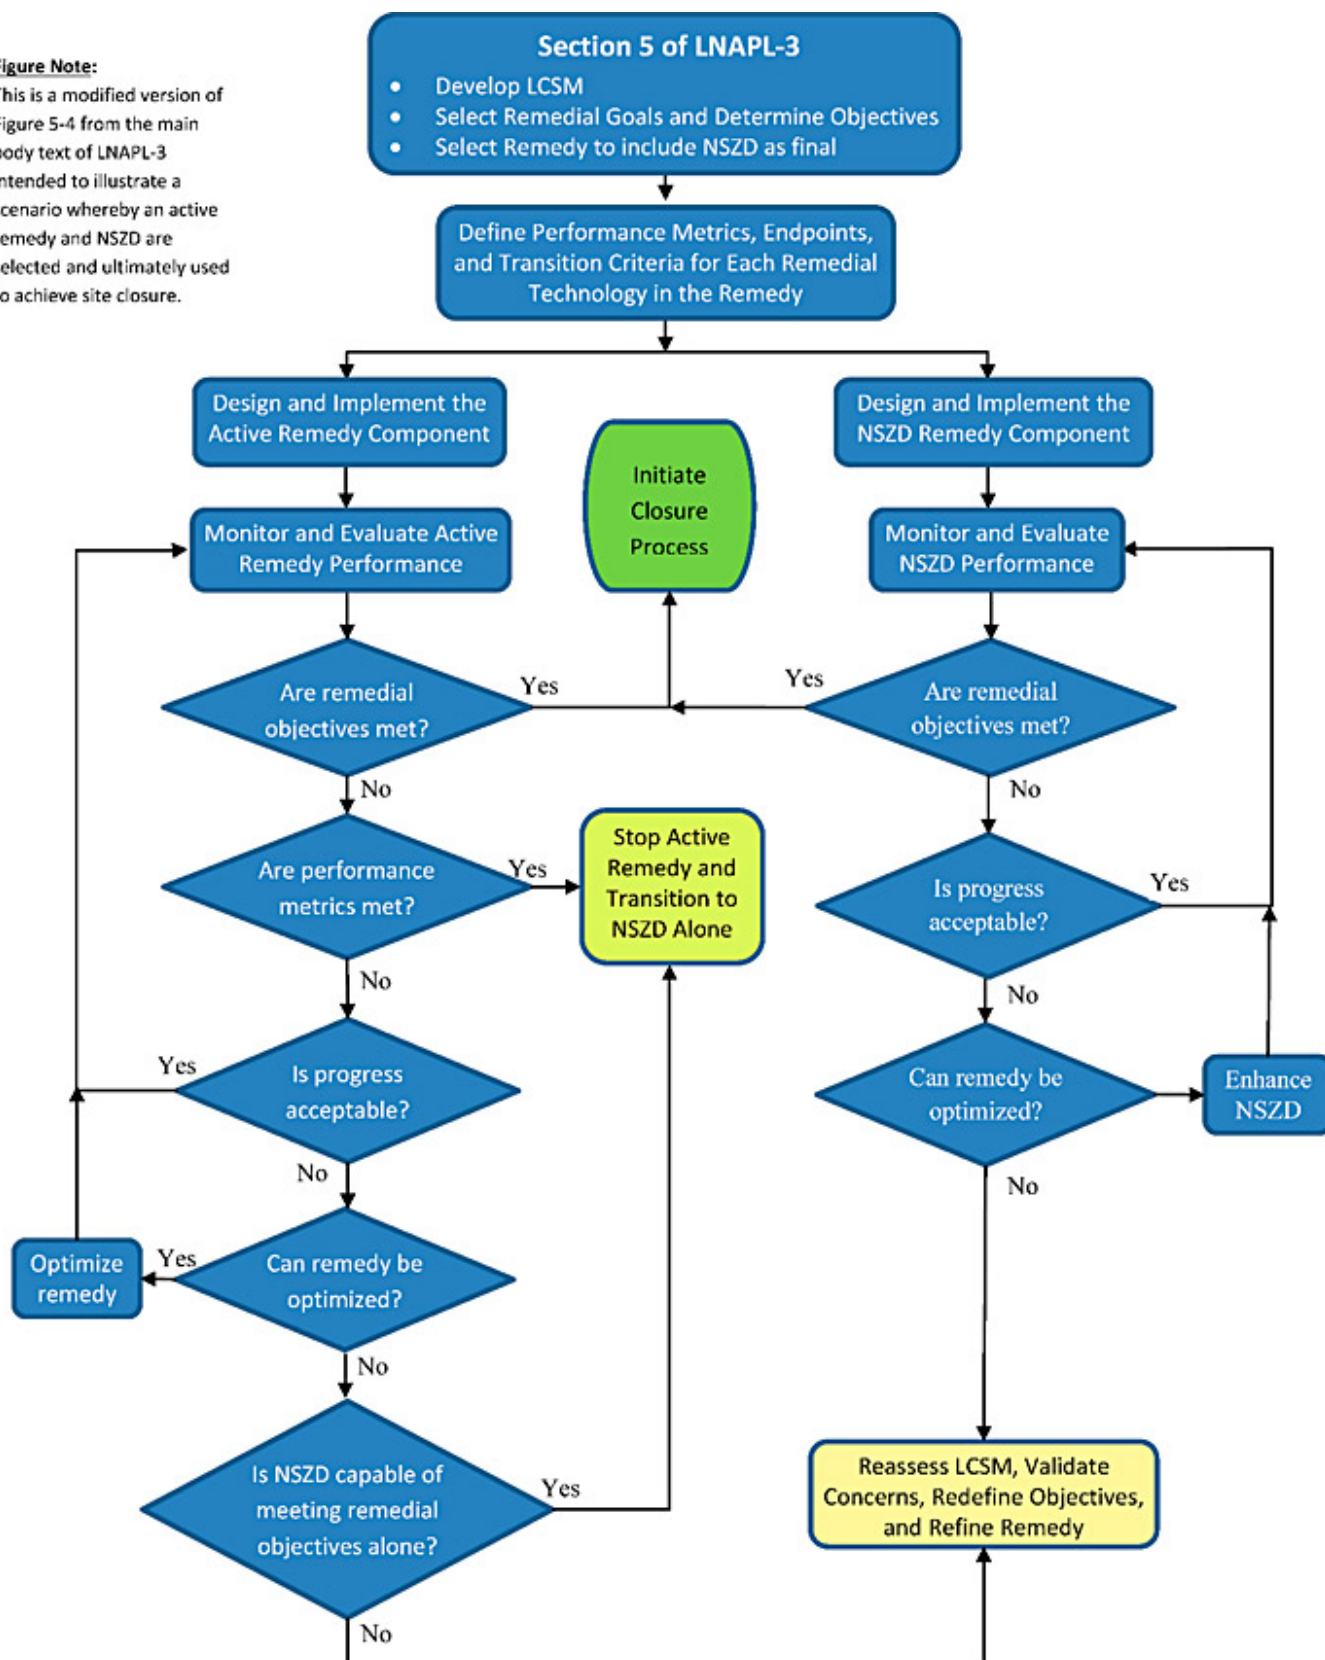 Section 5 of LNAPL-3
• Develop LCSM
• Select Remedial Goals and Determine Objectives
• Select Remedy to include NSZD as final
Figure Note:
This is a modified version of
Figure 5-4 from the main
body text of LNAPL-3
intended to illustrate a
scenario whereby an active
remedy and NSZD are
selected and ultimately used
to achieve site closure.
Define Performance Metrics, Endpoints,
and Transition Criteria for Each Remedial
Technology in the Remedy
Design and Implement the
Active Remedy Component
Design and Implement the
NSZD Remedy Component
Initiate
Closure
Process
Monitor and Evaluate Active
Remedy Performance
Monitor and Evaluate
NSZD Performance
Are remedial
objectives met?
Yes
Yes
Are remedial
objectives met?
No
No
Are performance
metrics met?
Yes
Stop Active
Remedy and
Transition to
NSZD Alone
Is progress
acceptable?
Yes
No
No
Yes
Is progress
acceptable?
Can remedy be
optimized?
Enhance
NSZD
No
No
Optimize
remedy
Yes
Can remedy be
optimized?
No
Is NSZD capable of
meeting remedial
objectives alone?
Yes
Reassess LCSM, Validate
Concerns, Redefine Objectives,
and Refine Remedy
No